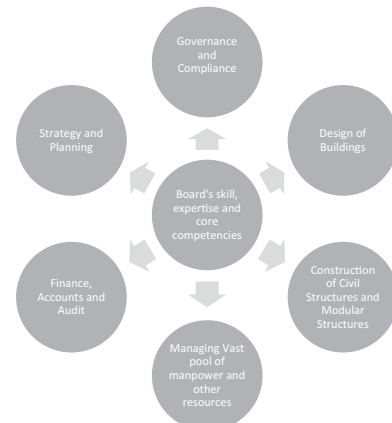 Governance
and
Compliance
Strategy and
Planning
Design of
Buildings
Board's skill,
expertise and
core
competencies
Finance,
Accounts and
Audit
Construction
of Civil
Structures and
Modular
Structures
Managing Vast
pool of
manpower and
other
resources